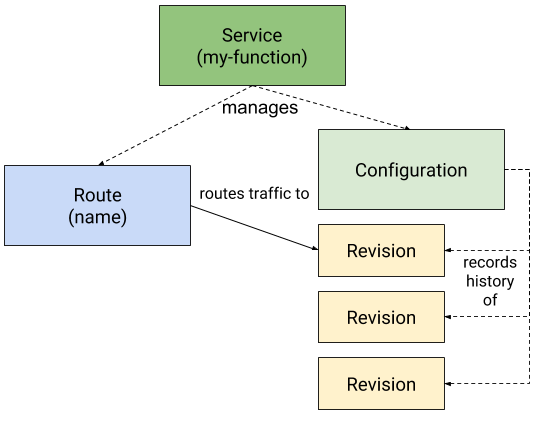 Service
(my-function)
manages
Configuration
Route
(name)
routes traffic to
Revision
records
history
of
Revision
Revision